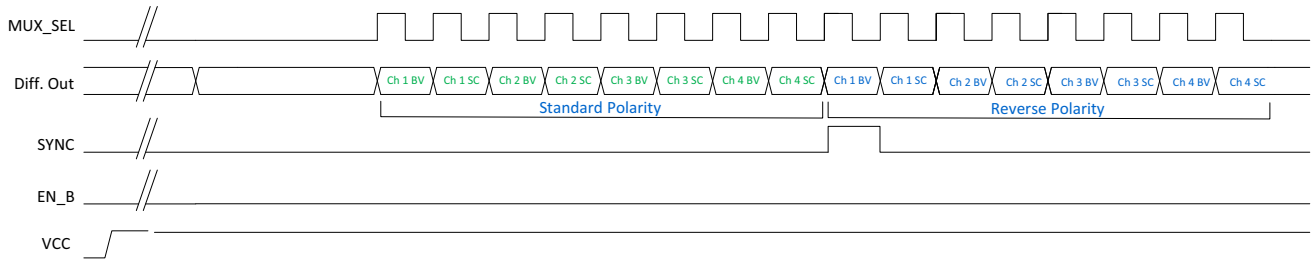 MUX_SEL
Diff. Out
Ch 1 BV Ch 1 SC Ch 2 BV Ch 2 SC Ch 3 BV Ch 3 SC Ch 4 BV Ch 4 SC Ch 1 BV Ch 1 SC Ch 2 BV Ch 2 SC Ch 3 BV Ch 3 SC Ch 4 BV Ch 4 SC
Standard Polarity Reverse Polarity
SYNC
EN_B
VCC